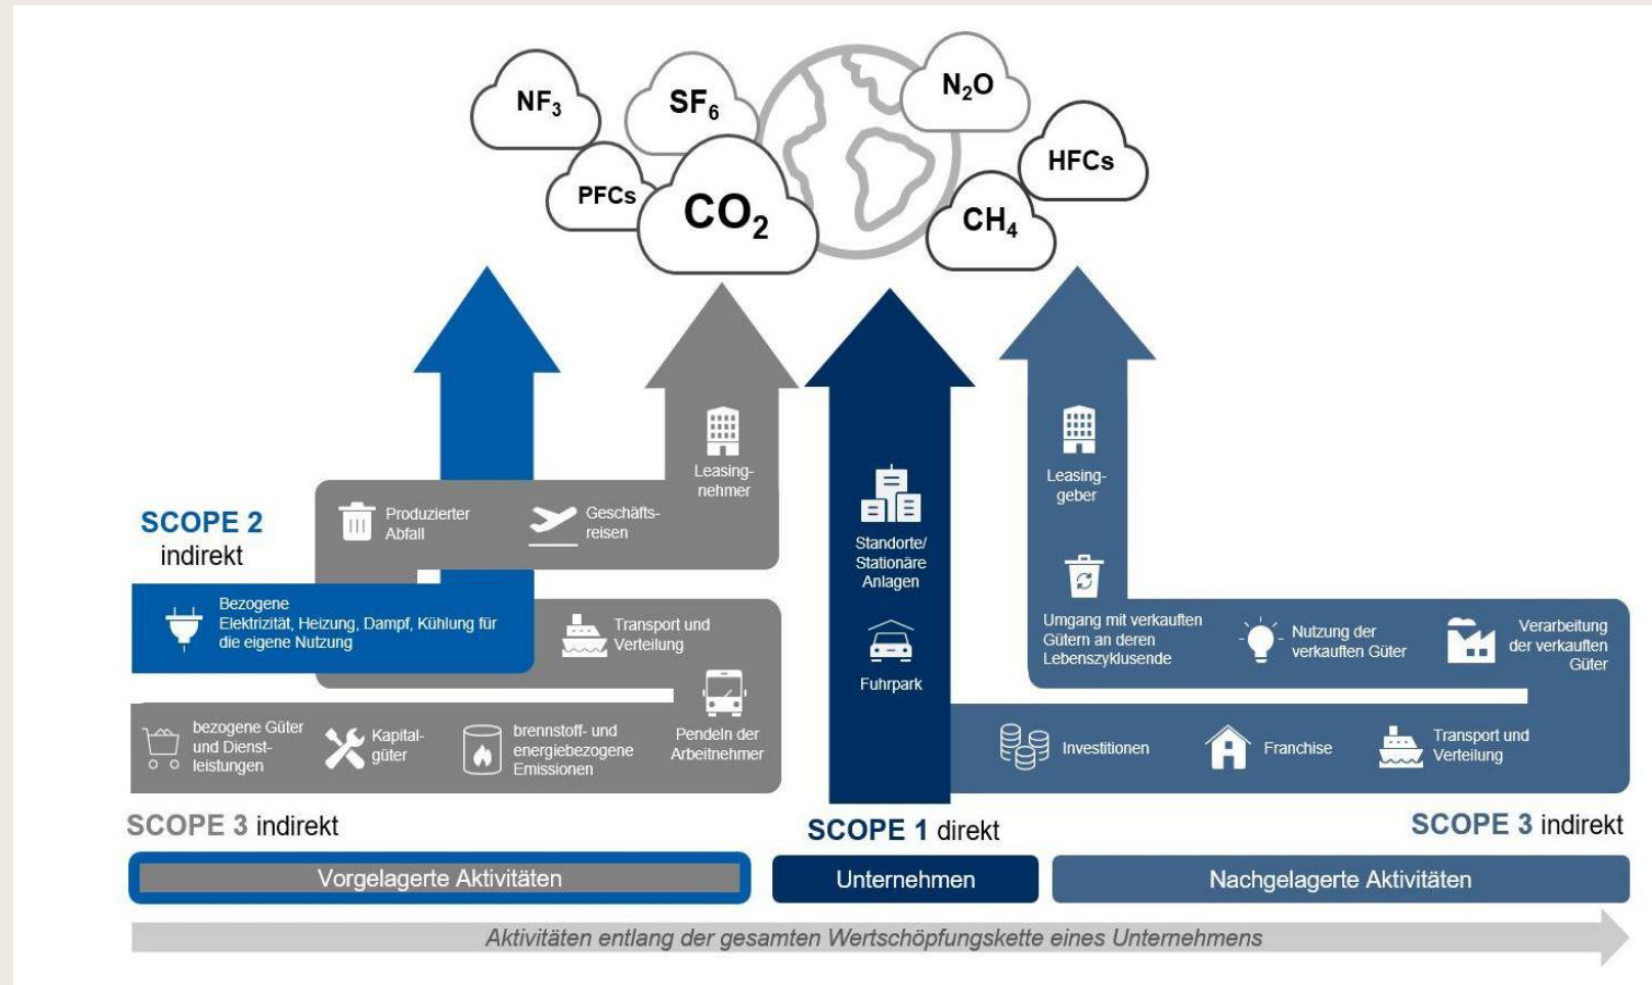 NF₃
SF₆
N₂O
PFCs
CO₂
CH₄
HFCs
Leasing-
nehmer
Produzierter
Abfall
Geschäfts-
reisen
SCOPE 2
indirekt
Bezogene
Elektrizität, Heizung, Dampf, Kühlung für
die eigene Nutzung
Transport und
Verteilung
Pendeln der
Arbeitnehmer
bezogene Güter
und Dienst-
leistungen
Kapital-
güter
brennstoff- und
energiebezogene
Emissionen
SCOPE 3 indirekt
Standorte/
Stationäre
Anlagen
Fuhrpark
SCOPE 1 direkt
Leasing-
geber
Umgang mit verkauften
Gütern an deren
Lebenszyklusende
Nutzung der
verkauften Güter
Verarbeitung
der verkauften
Güter
Investitionen
Franchise
Transport und
Verteilung
SCOPE 3 indirekt
Vorgelagerte Aktivitäten
Unternehmen
Nachgelagerte Aktivitäten
Aktivitäten entlang der gesamten Wertschöpfungskette eines Unternehmens